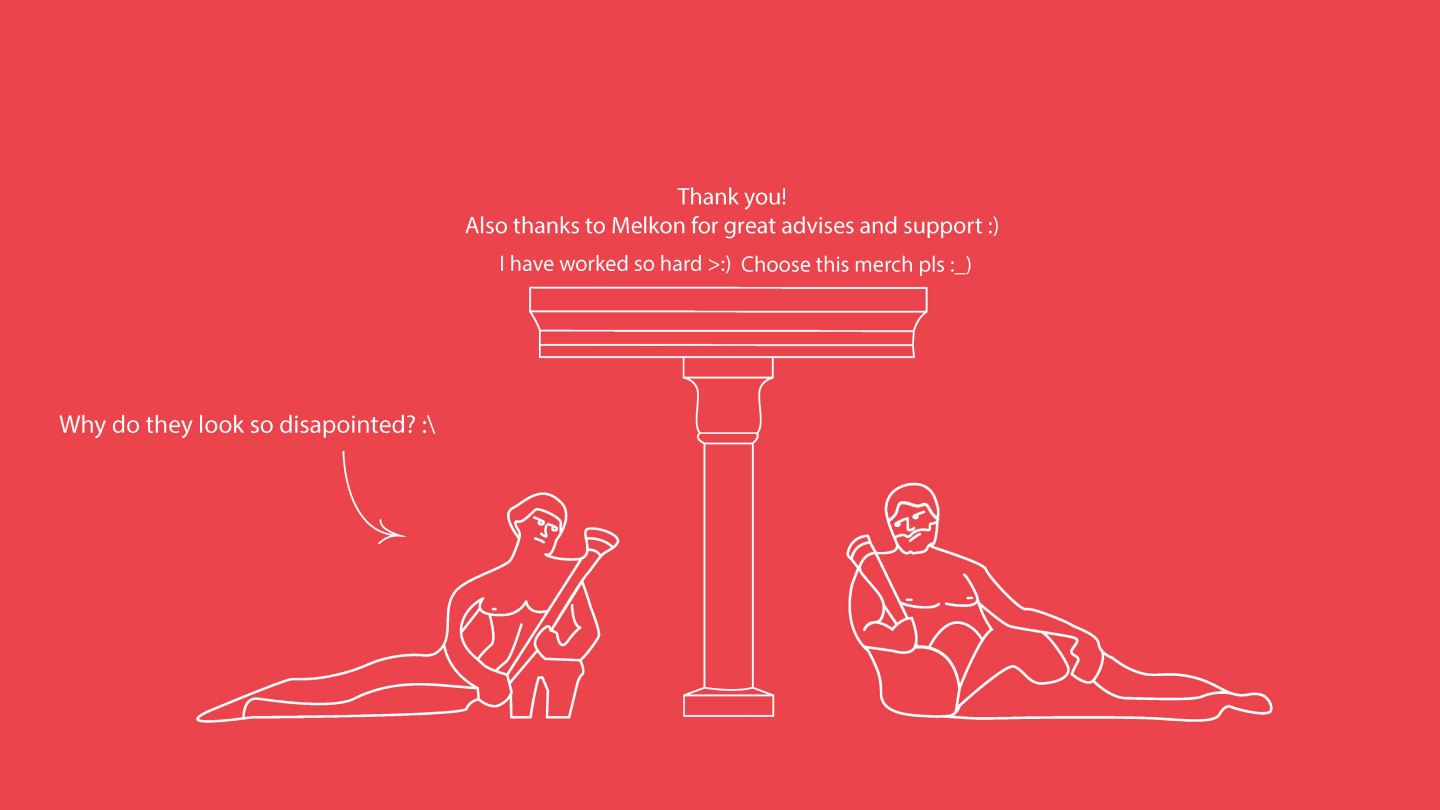 Thank you!
Also thanks to Melkon for great advises and support :)
I have worked so hard >:) Choose this merch pls :_)
Why do they look so disapointed? :\